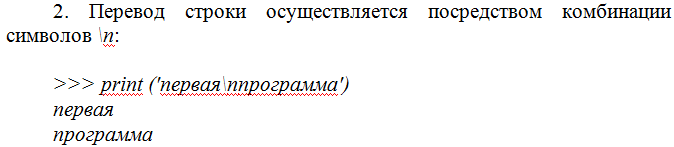 2. Перевод строки осуществляется посредством комбинации
символов \n:
>>> print ('первая\nпрограмма')
первая
программа